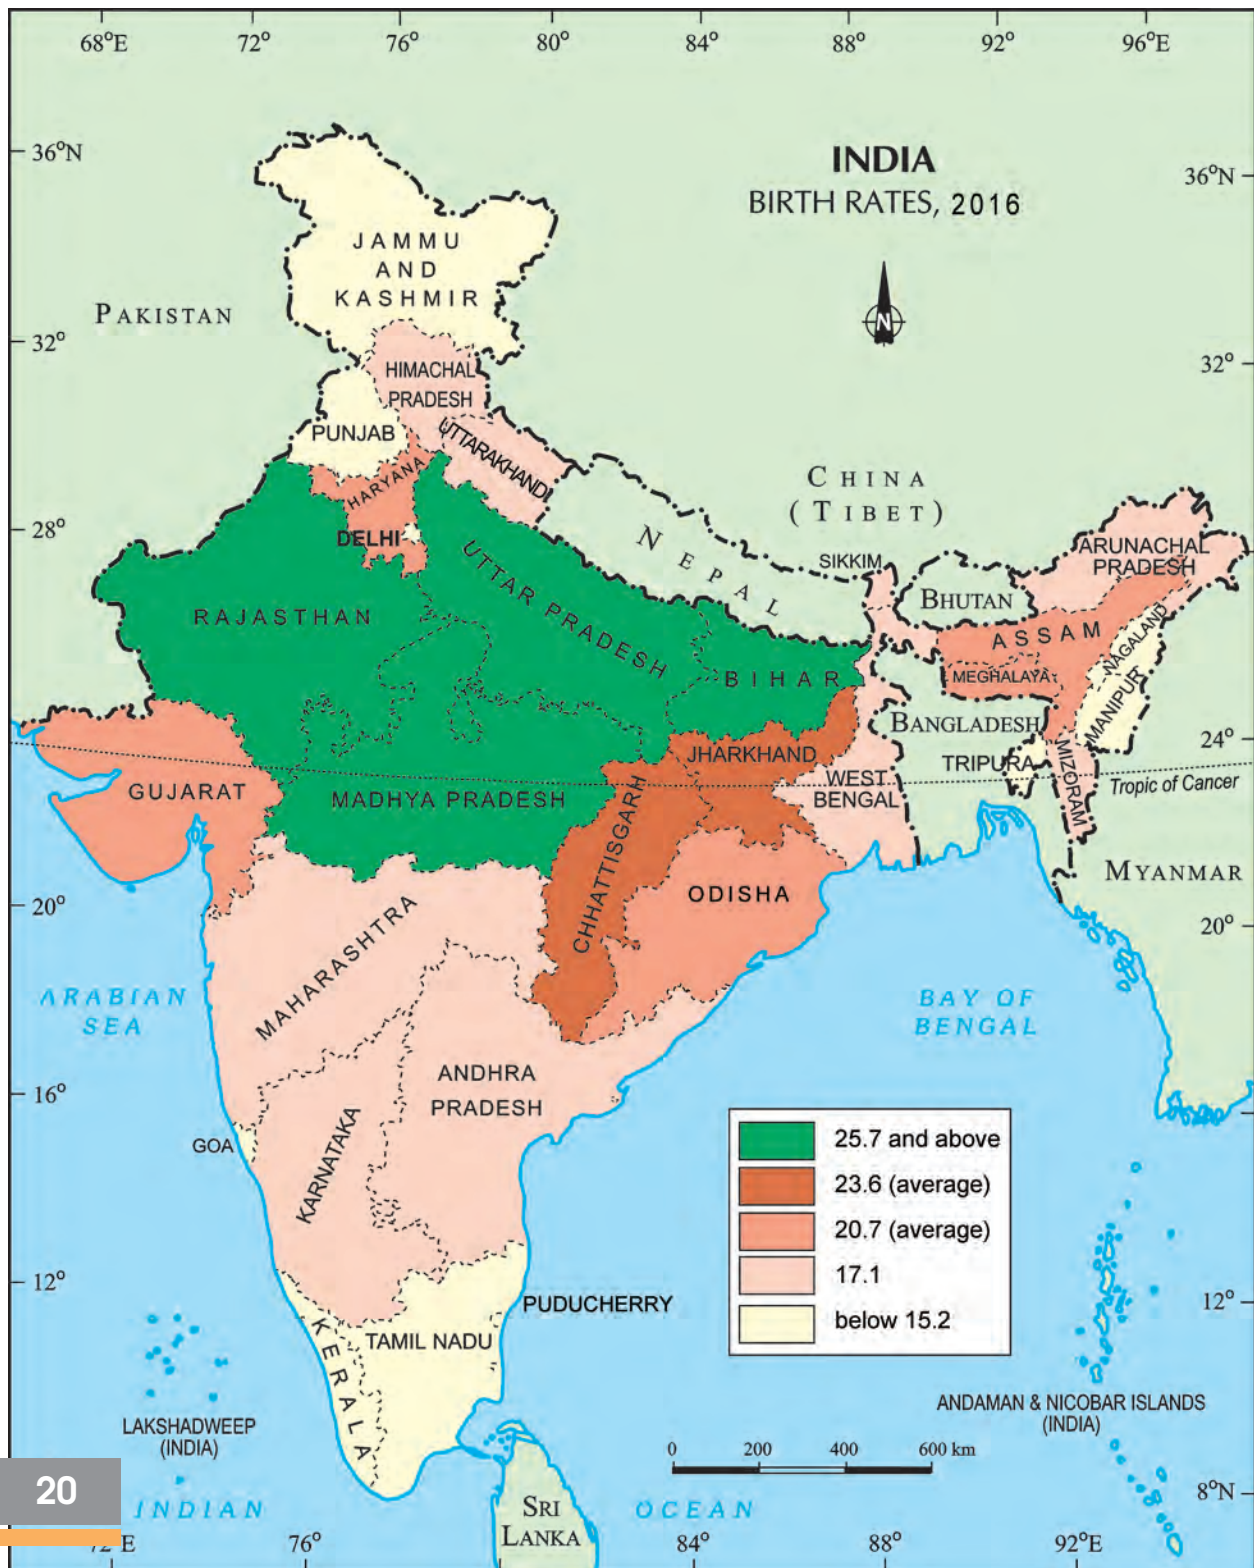 68°E 72° 76° 80° 84° 88° 92° 96°E
36°N
INDIA
BIRTH RATES, 2016
36°N
N
JAMMU
AND
KASHMIR
PAKISTAN
32°
32°
HIMACHAL
PRADESH
PUNJAB
UTTARAKHAND
HARYANA
CHINA
(TIBET)
28°
DELHI
NEPAL
SIKKIM
ARUNACHAL
PRADESH
BHUTAN
UTTAR PRADESH
RAJASTHAN
ASSAM
NAGALAND
BIHAR
MEGHALAYA
MANIPUR
BANGLADESH
24°
JHARKHAND
TRIPURA
WEST
BENGAL
MIZORAM
Tropic of Cancer
GUJARAT
MADHYA PRADESH
CHHATTISGARH
MYANMAR
20°
ODISHA
20°
MAHARASHTRA
ARABIAN
SEA
BAY OF
BENGAL
16°
ANDHRA
PRADESH
GOA
KARNATAKA
25.7 and above
23.6 (average)
20.7 (average)
17.1
below 15.2
12°
PUDUCHERRY
12°
KERALA
TAMIL NADU
LAKSHADWEEP
(INDIA)
ANDAMAN & NICOBAR ISLANDS
(INDIA)
0 200 400 600 km
20
INDIAN
SRI
LANKA
OCEAN
8°N
72°E 76° 84° 88° 92°E